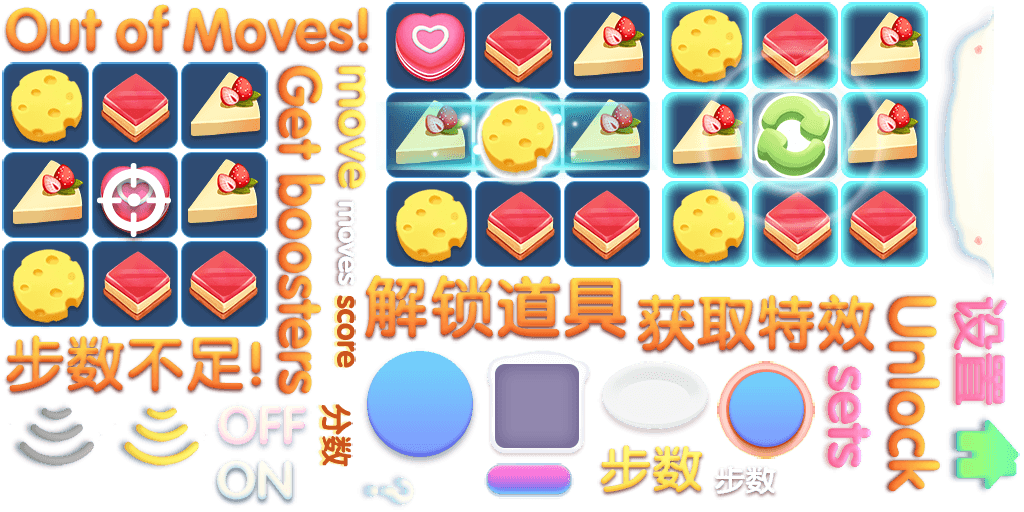 Out of Moves!
Get boosters
move
moves
score
解锁道具
获取特效
Unlock
设置
步数不足!
sets
OFF
ON
分数
步数
步数